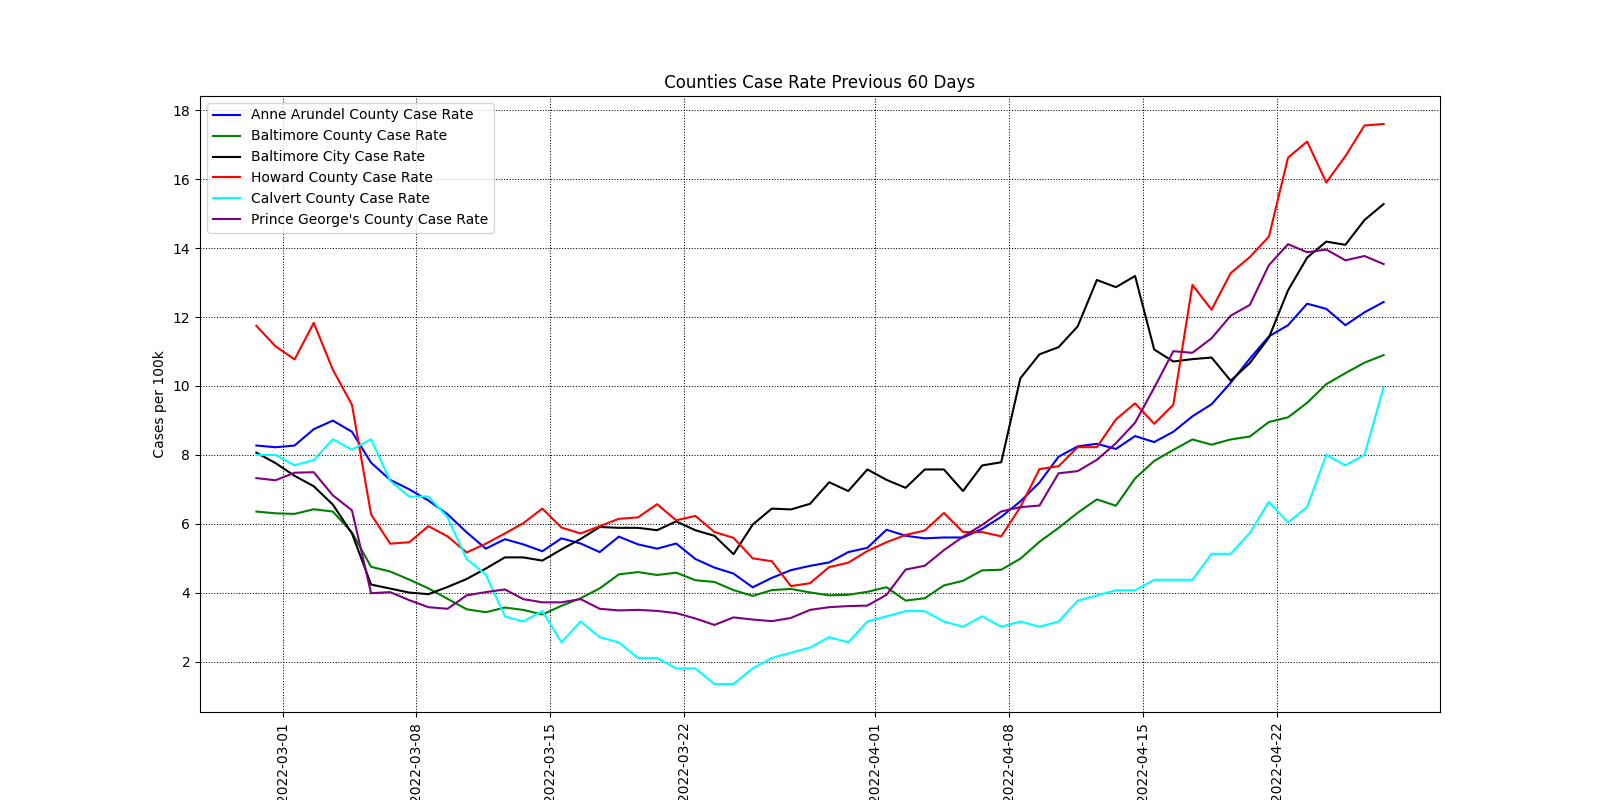 Counties Case Rate Previous 60 Days
Anne Arundel County Case Rate
Baltimore County Case Rate
Baltimore City Case Rate
Howard County Case Rate
Calvert County Case Rate
Prince George's County Case Rate
Cases per 100k
18
16
14
12
10
8
6
4
2
2022-03-01
2022-03-08
2022-03-15
2022-03-22
2022-04-01
2022-04-08
2022-04-15
2022-04-22